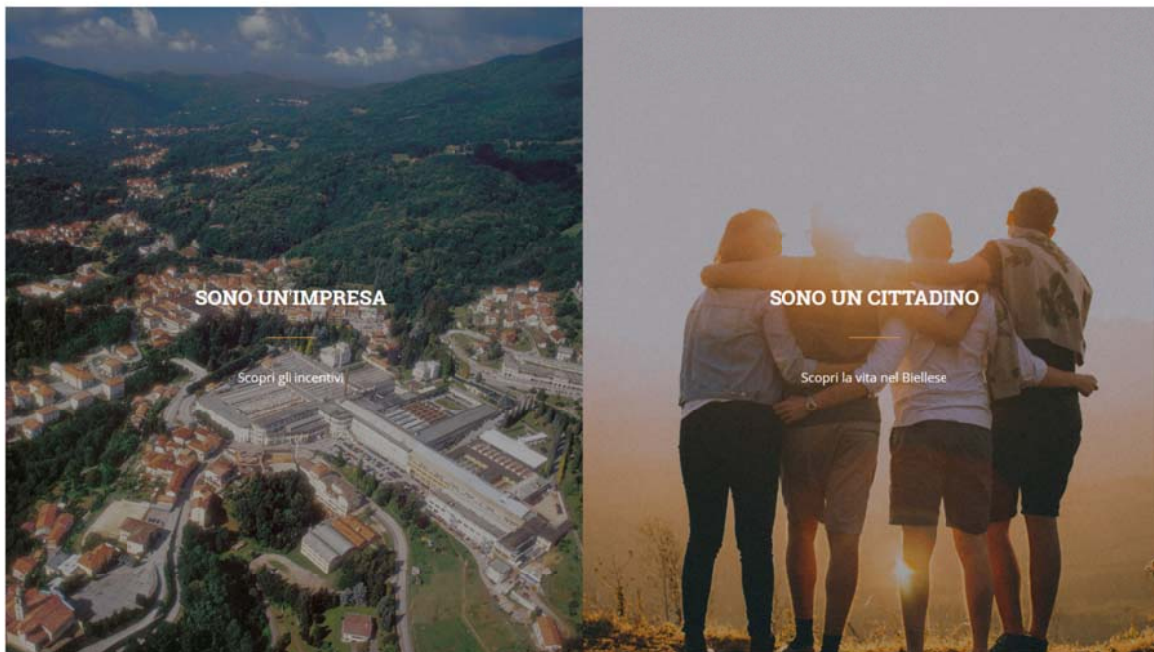 SONO UN'IMPRESA
Scopri gli incentivi
SONO UN CITTADINO
Scopri la vita nel Biellese